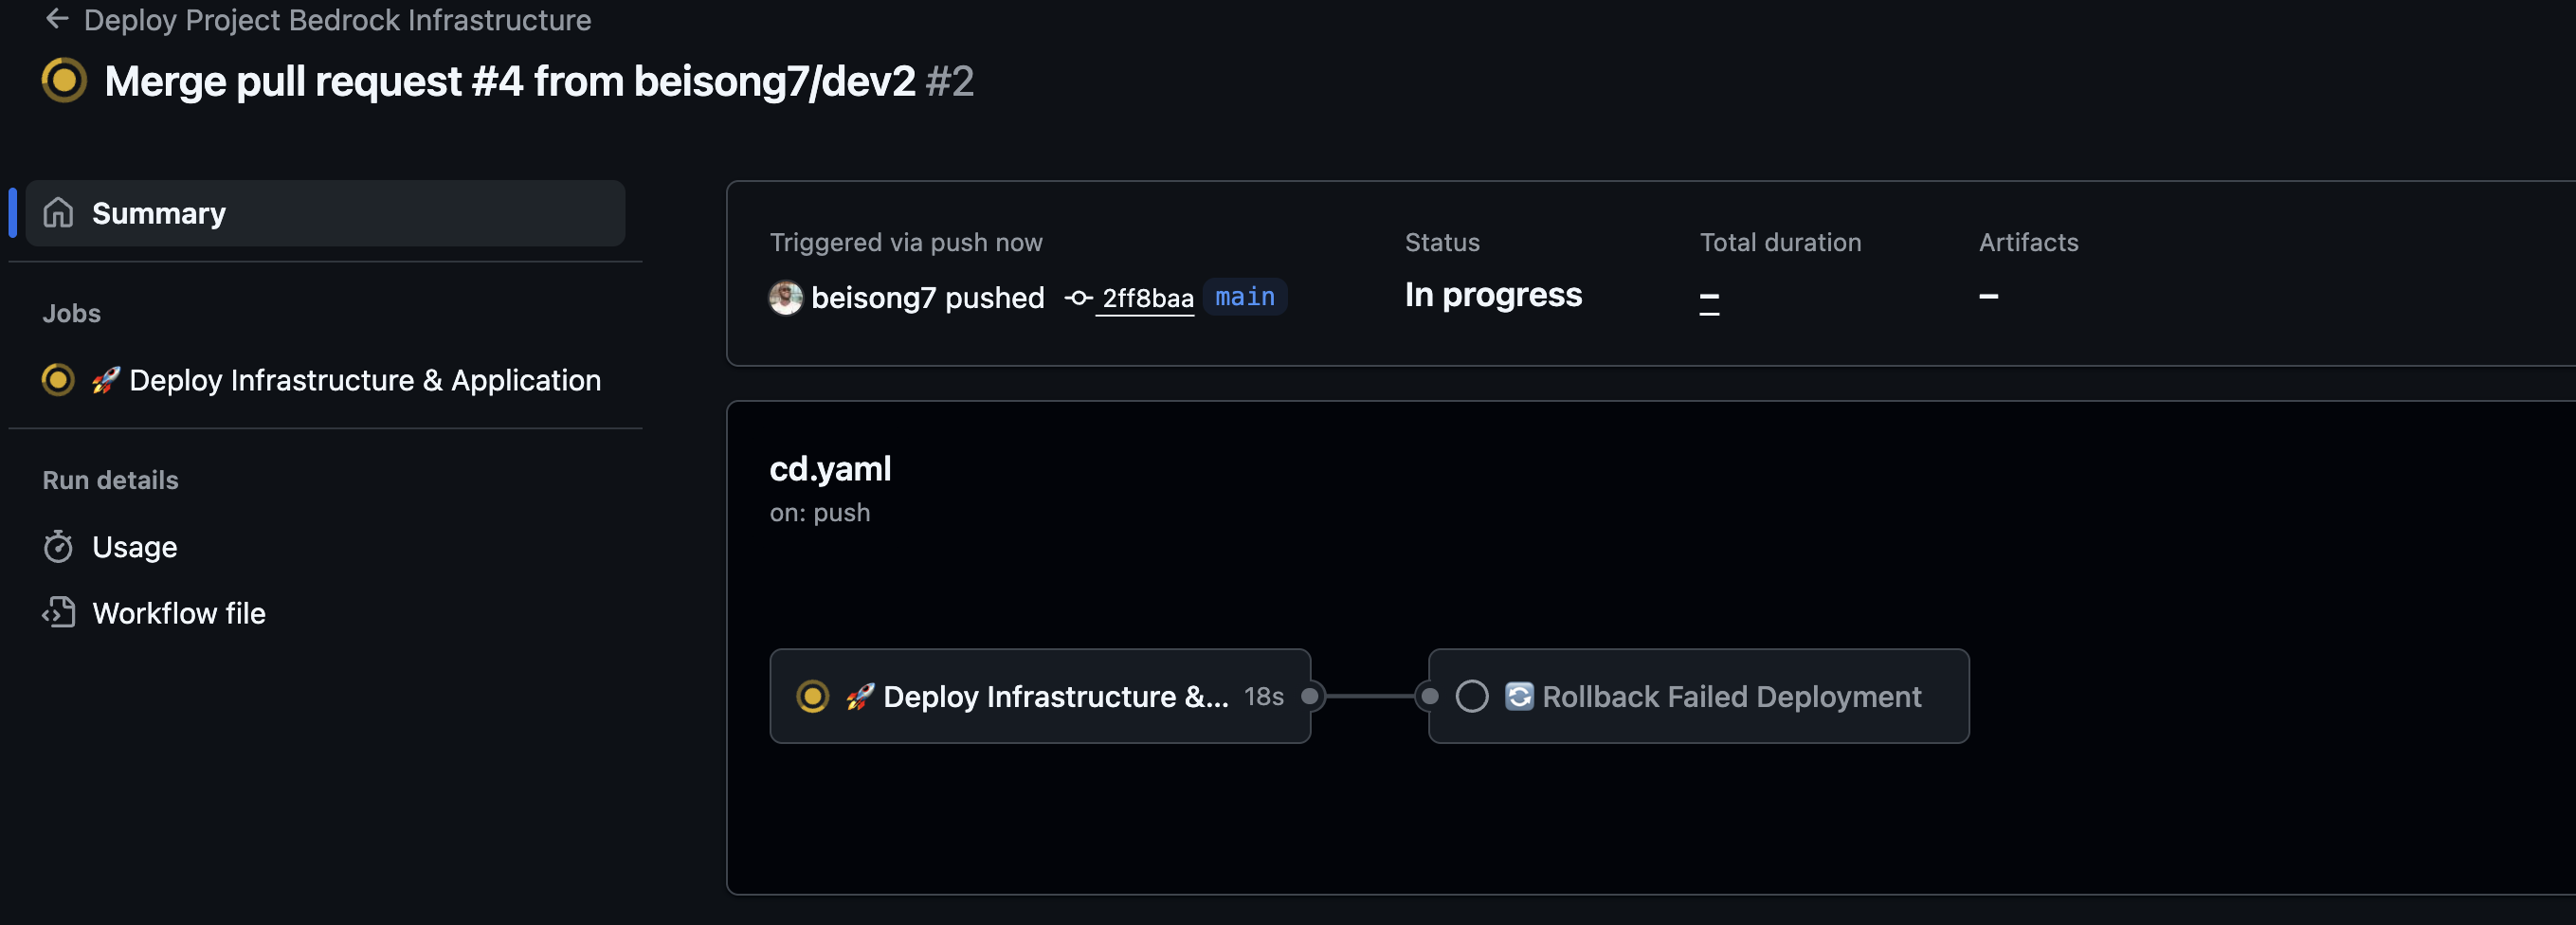 ← Deploy Project Bedrock Infrastructure
Merge pull request #4 from beisong7/dev2 #2
Summary
Jobs
🚀 Deploy Infrastructure & Application
Run details
Usage
Workflow file
Triggered via push now
beisong7 pushed 2ff8baa main
Status
In progress
Total duration
–
Artifacts
–
cd.yaml
on: push
🚀 Deploy Infrastructure &... 18s
🔄 Rollback Failed Deployment